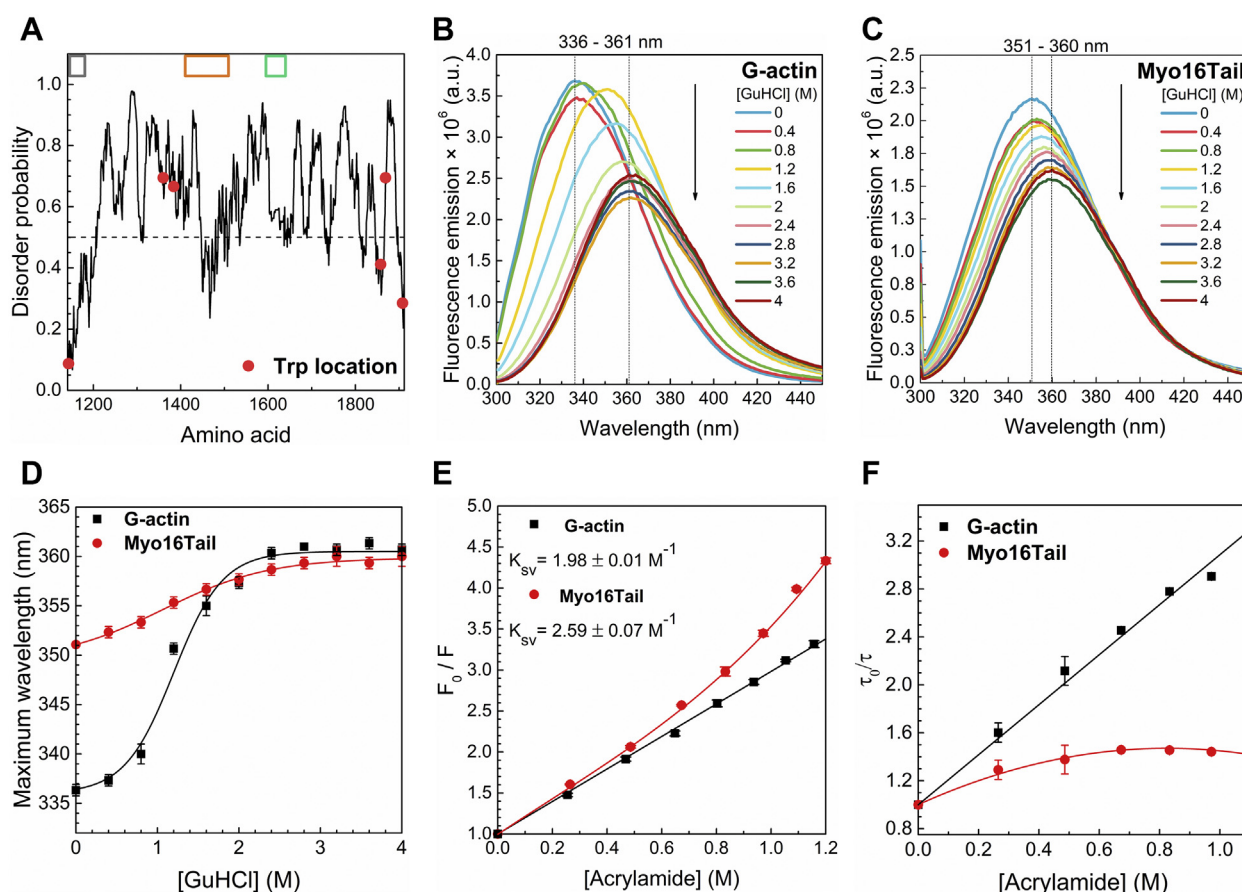 A
1.0
0.8
0.6
0.4
0.2
0.0
Disorder probability
Trp location
1200 1400 1600 1800
Amino acid
B
336 - 361 nm
4.0
3.5
3.0
2.5
2.0
1.5
1.0
0.5
0.0
Fluorescence emission × 10⁶ (a.u.)
G-actin
[GuHCl] (M)
0
0.4
0.8
1.2
1.6
2
2.4
2.8
3.2
3.6
4
300 320 340 360 380 400 420 440
Wavelength (nm)
C
351 - 360 nm
2.5
2.3
2.0
1.8
1.5
1.3
1.0
0.8
0.5
0.2
0.0
Fluorescence emission × 10⁶ (a.u.)
Myo16Tail
[GuHCl] (M)
0
0.4
0.8
1.2
1.6
2
2.4
2.8
3.2
3.6
4
300 320 340 360 380 400 420 440
Wavelength (nm)
D
365
360
355
350
345
340
335
Maximum wavelength (nm)
G-actin
Myo16Tail
0 1 2 3 4
[GuHCl] (M)
E
5.0
4.5
4.0
3.5
3.0
2.5
2.0
1.5
1.0
F₀ / F
G-actin
K_SV = 1.98 ± 0.01 M⁻¹
Myo16Tail
K_SV = 2.59 ± 0.07 M⁻¹
0.0 0.2 0.4 0.6 0.8 1.0 1.2
[Acrylamide] (M)
F
3.2
2.8
2.4
2.0
1.6
1.2
0.8
τ₀/τ
G-actin
Myo16Tail
0.0 0.2 0.4 0.6 0.8 1.0
[Acrylamide] (M)